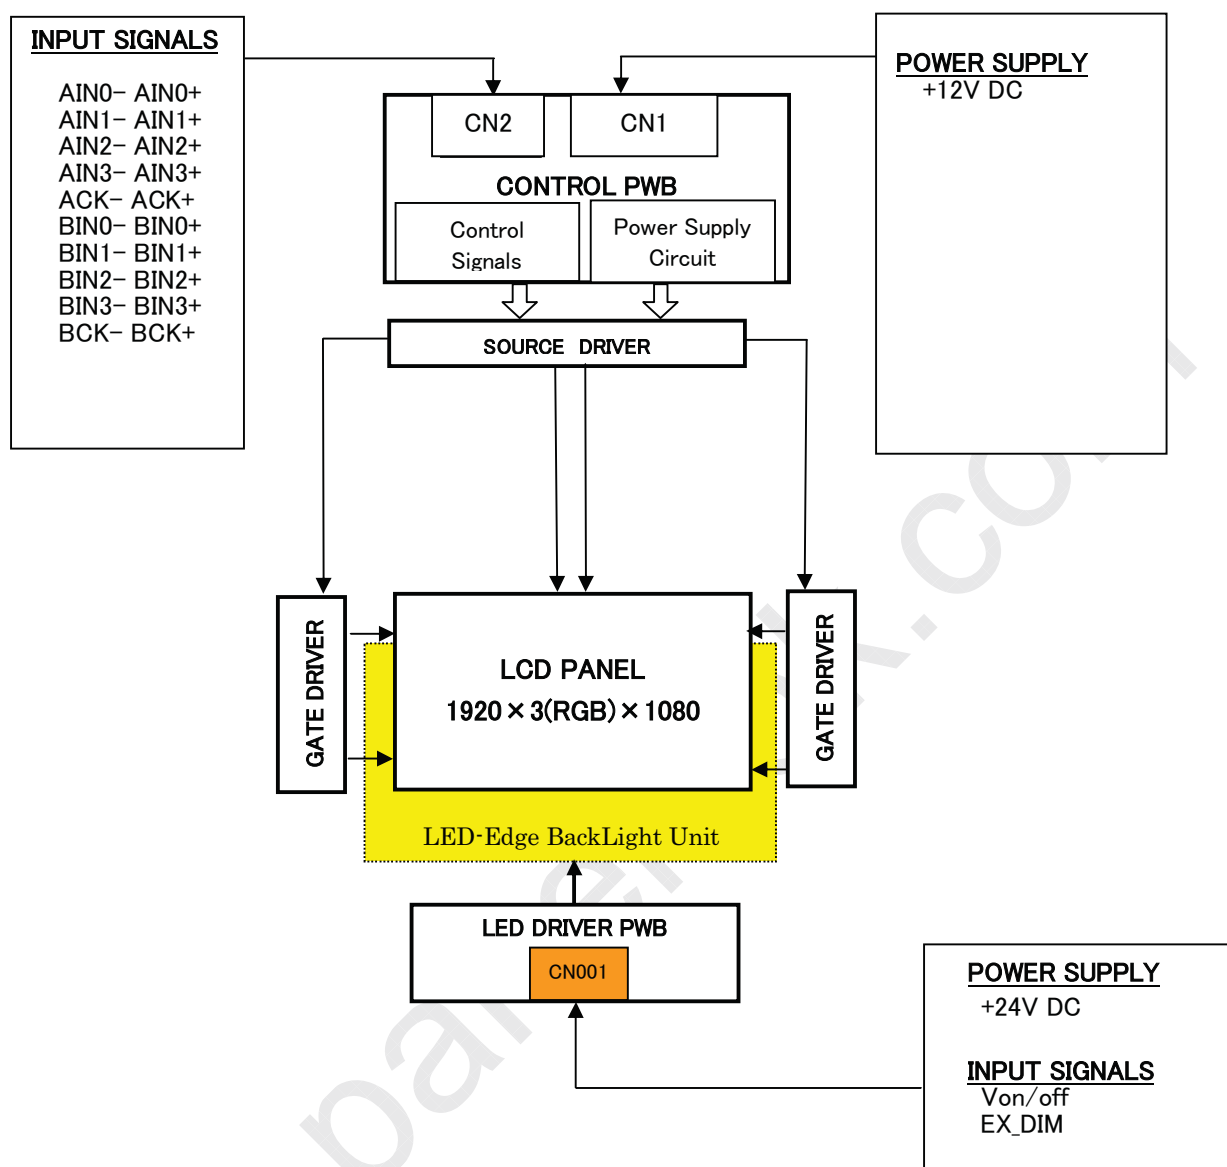 INPUT SIGNALS
AIN0− AIN0+
AIN1− AIN1+
AIN2− AIN2+
AIN3− AIN3+
ACK− ACK+
BIN0− BIN0+
BIN1− BIN1+
BIN2− BIN2+
BIN3− BIN3+
BCK− BCK+
POWER SUPPLY
+12V DC
CN2
CN1
CONTROL PWB
Control
Signals
Power Supply
Circuit
SOURCE DRIVER
GATE DRIVER
LCD PANEL
1920×3(RGB)×1080
GATE DRIVER
LED-Edge BackLight Unit
LED DRIVER PWB
CN001
POWER SUPPLY
+24V DC
INPUT SIGNALS
Von/off
EX_DIM